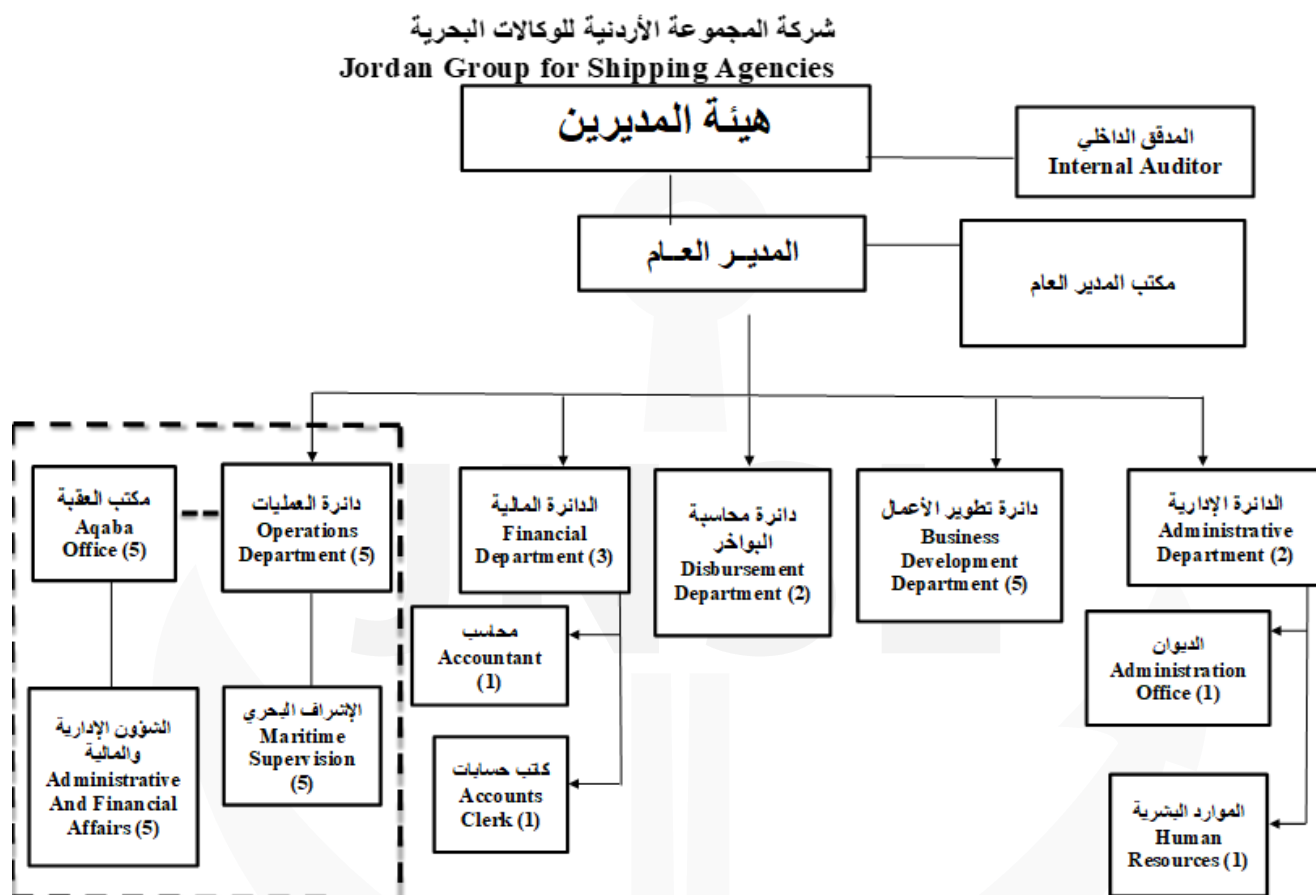 شركة المجموعة الأردنية للوكالات البحرية
Jordan Group for Shipping Agencies
هيئة المديرين
المدقق الداخلي
Internal Auditor
المديـر العـام
مكتب المدير العام
مكتب العقبة
Aqaba
Office (5)
دائرة العمليات
Operations
Department (5)
الدائرة المالية
Financial
Department (3)
دائرة محاسبة
البواخر
Disbursement
Department (2)
دائرة تطوير الأعمال
Business
Development
Department (5)
الدائرة الإدارية
Administrative
Department (2)
الشؤون الإدارية
والمالية
Administrative
And Financial
Affairs (5)
الإشراف البحري
Maritime
Supervision
(5)
محاسب
Accountant
(1)
كاتب حسابات
Accounts
Clerk (1)
الديوان
Administration
Office (1)
الموارد البشرية
Human
Resources (1)